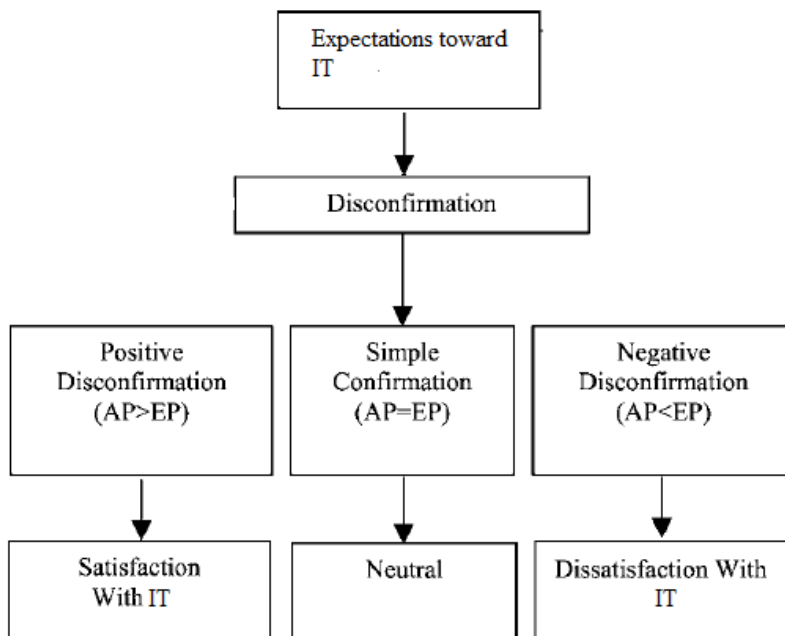 Expectations toward
IT
Disconfirmation
Positive
Disconfirmation
(AP>EP)
Simple
Confirmation
(AP=EP)
Negative
Disconfirmation
(AP<EP)
Satisfaction
With IT
Neutral
Dissatisfaction With
IT